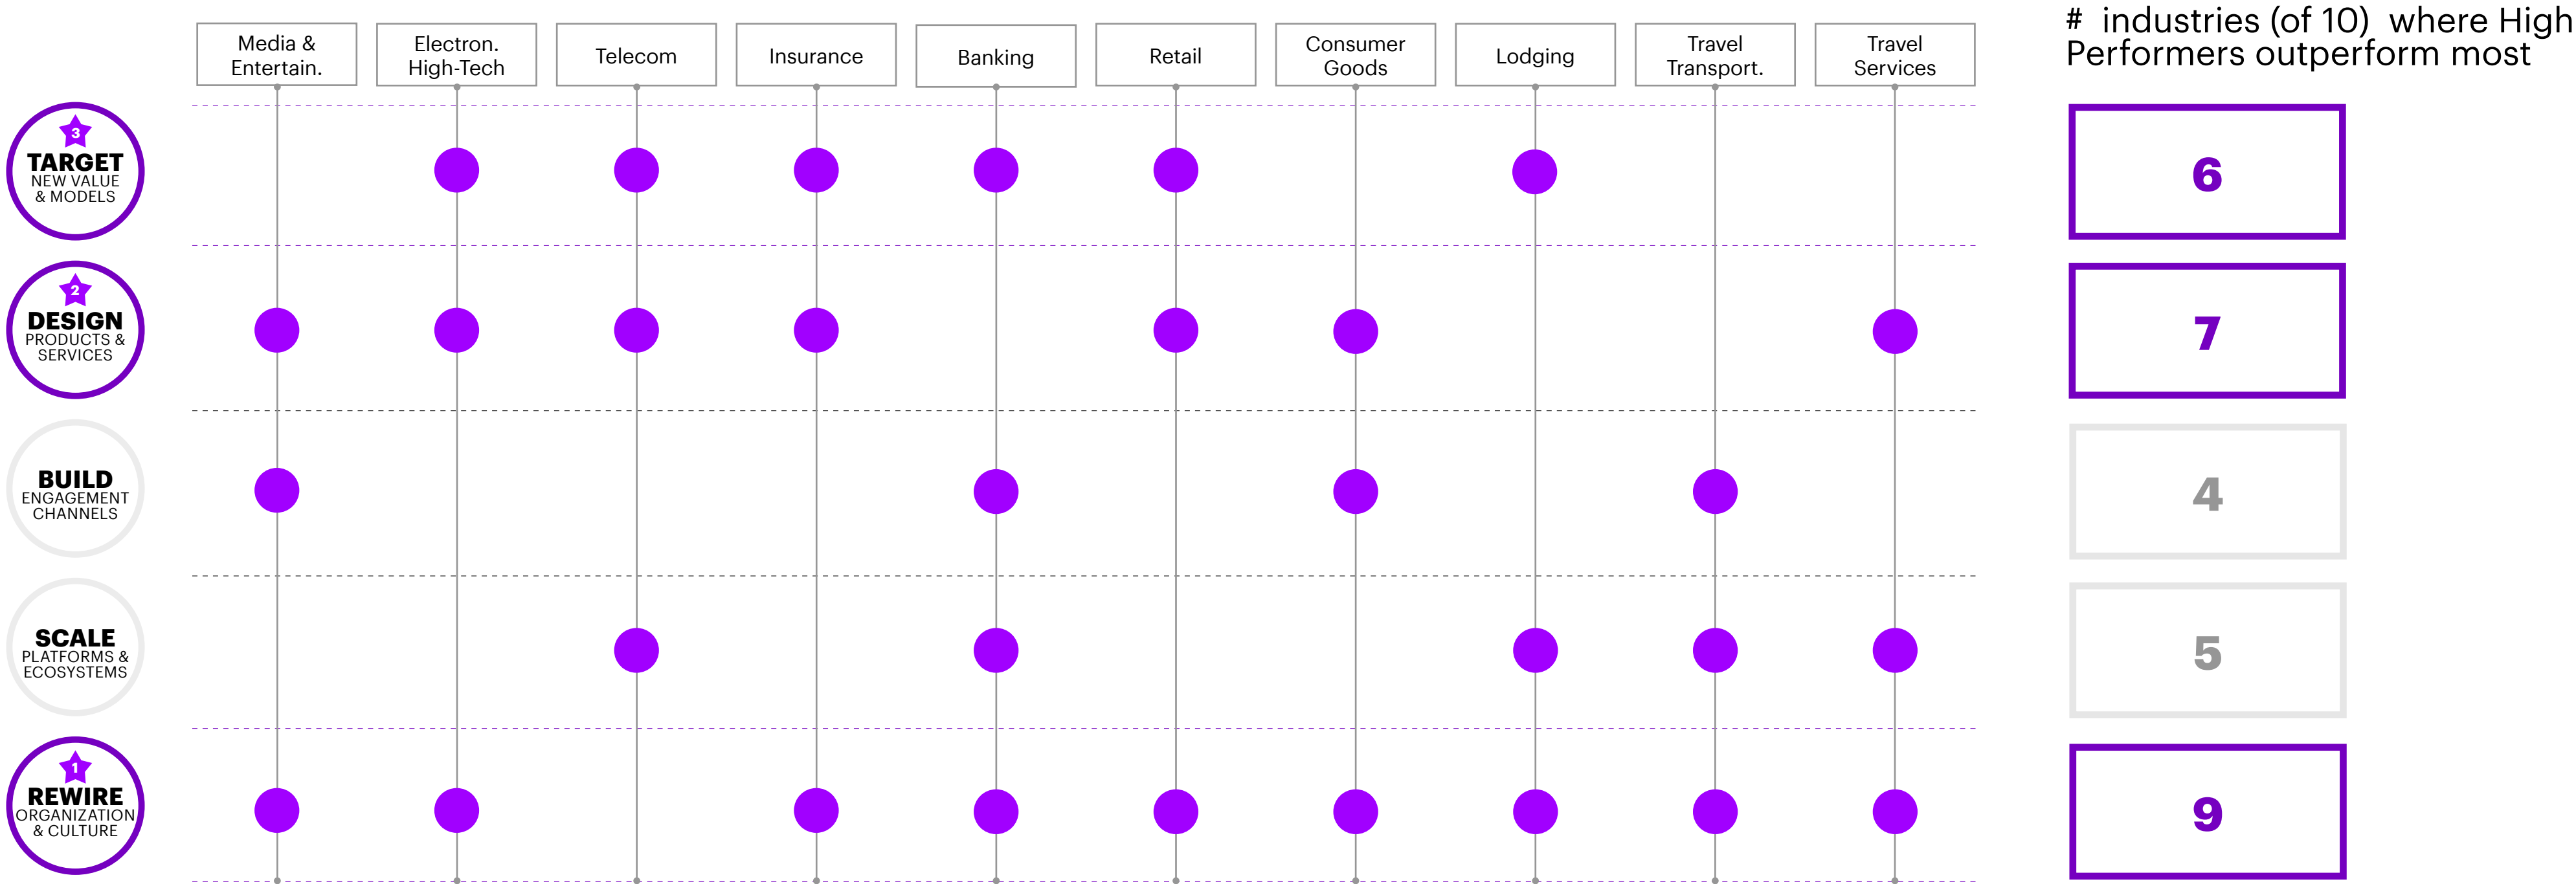 Media &
Entertain.
Electron.
High-Tech
Telecom
Insurance
Banking
Retail
Consumer
Goods
Lodging
Travel
Transport.
Travel
Services
# industries (of 10) where High
Performers outperform most
3
TARGET
NEW VALUE
& MODELS
6
2
DESIGN
PRODUCTS &
SERVICES
7
BUILD
ENGAGEMENT
CHANNELS
4
SCALE
PLATFORMS &
ECOSYSTEMS
5
1
REWIRE
ORGANIZATION
& CULTURE
9